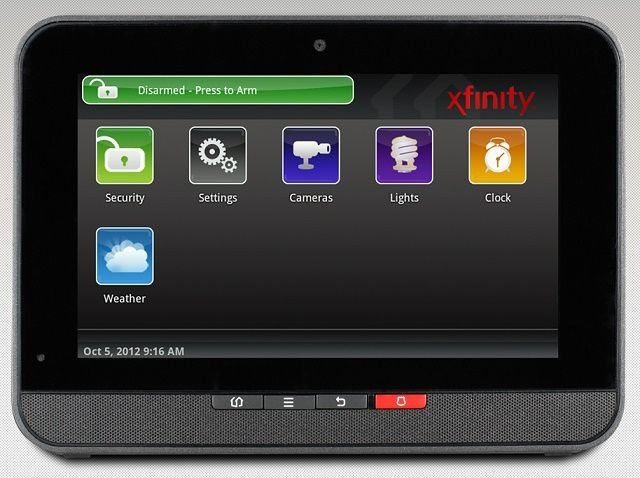 Disarmed - Press to Arm
xfinity
Security
Settings
Cameras
Lights
Clock
Weather
Oct 5, 2012 9:16 AM